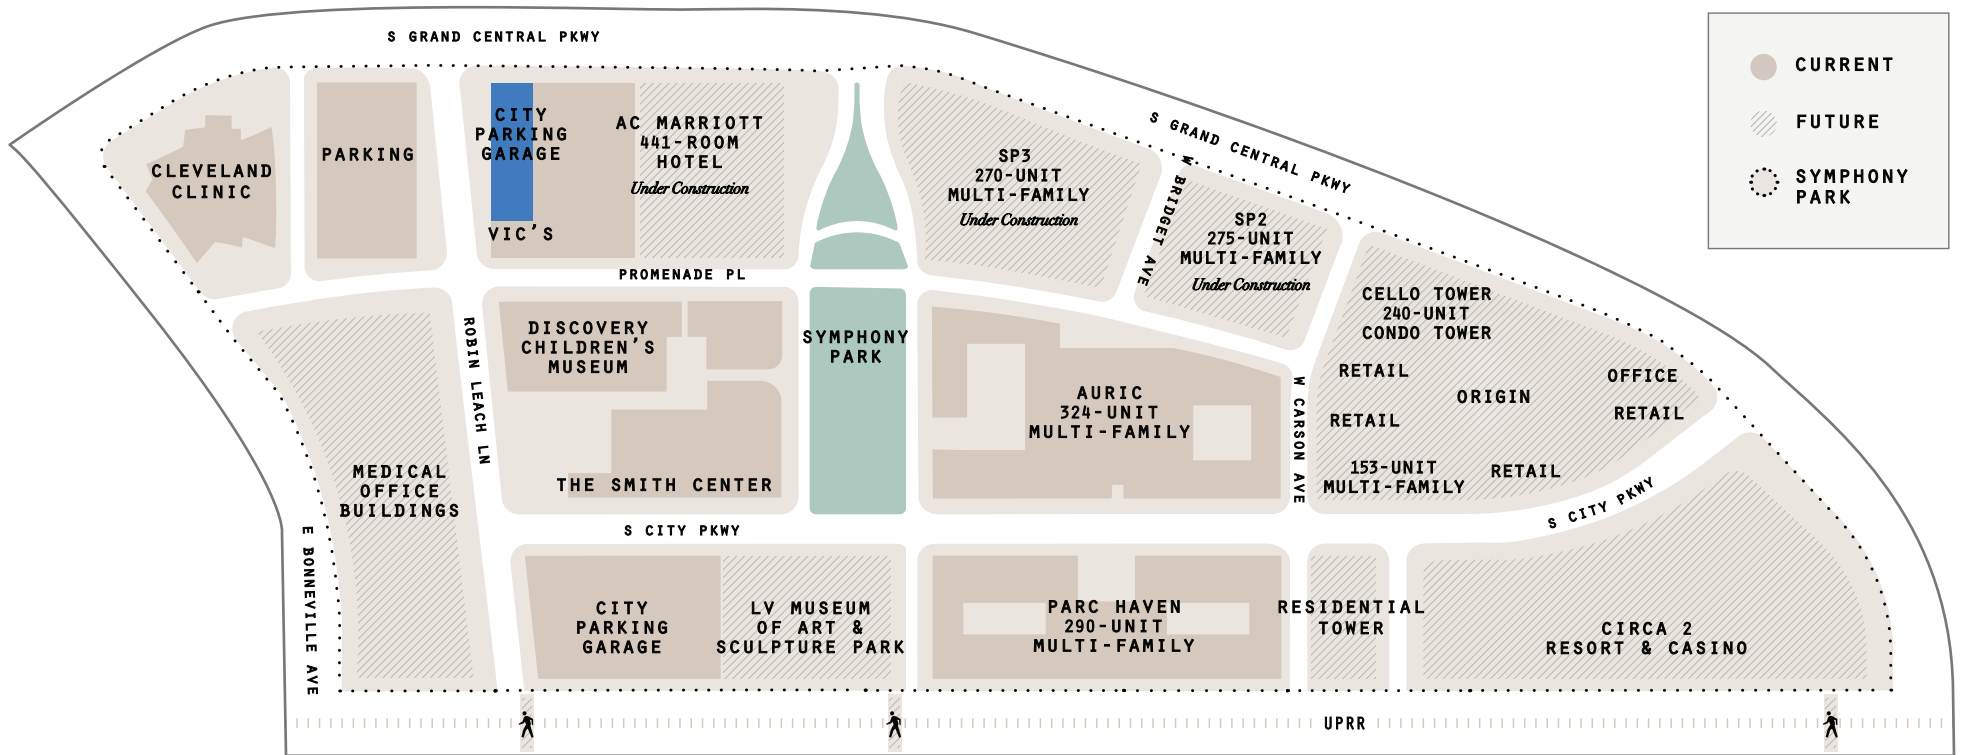 S GRAND CENTRAL PKWY
CURRENT
FUTURE
SYMPHONY
PARK
CLEVELAND
CLINIC
PARKING
CITY
PARKING
GARAGE
VIC'S
AC MARRIOTT
441-ROOM
HOTEL
Under Construction
SP3
270-UNIT
MULTI-FAMILY
Under Construction
S GRAND CENTRAL PKWY
W BRIDGET AVE
SP2
275-UNIT
MULTI-FAMILY
Under Construction
PROMENADE PL
ROBIN LEACH LN
DISCOVERY
CHILDREN'S
MUSEUM
THE SMITH CENTER
SYMPHONY
PARK
AURIC
324-UNIT
MULTI-FAMILY
W CARSON AVE
CELLO TOWER
240-UNIT
CONDO TOWER
RETAIL
ORIGIN
OFFICE
RETAIL
RETAIL
153-UNIT
MULTI-FAMILY
RETAIL
MEDICAL
OFFICE
BUILDINGS
E BONNEVILLE AVE
S CITY PKWY
S CITY PKWY
CITY
PARKING
GARAGE
LV MUSEUM
OF ART &
SCULPTURE PARK
PARC HAVEN
290-UNIT
MULTI-FAMILY
RESIDENTIAL
TOWER
CIRCA 2
RESORT & CASINO
UPRR